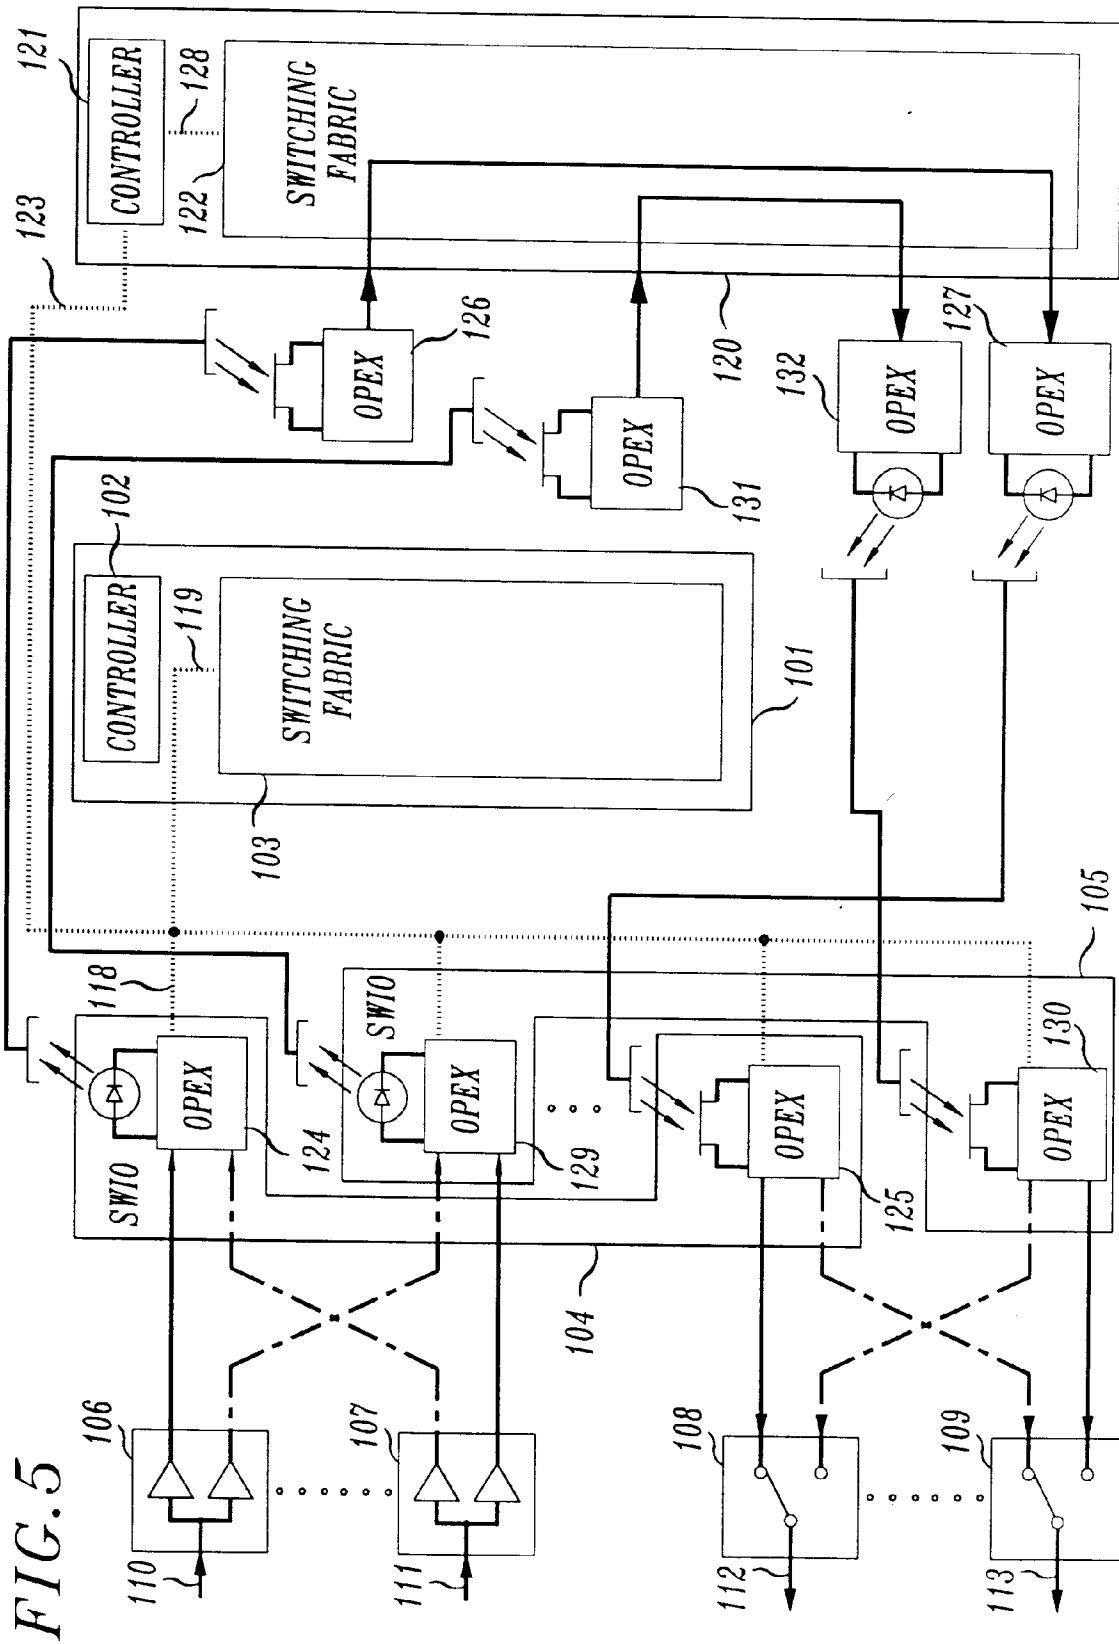 FIG.5
110
106
111
107
112
108
113
109
104
SWIO
OPEX
124
118
SWIO
OPEX
129
OPEX
125
OPEX
130
105
103
SWITCHING
FABRIC
CONTROLLER
102
119
101
OPEX
126
OPEX
131
132
OPEX
127
OPEX
120
123
121
CONTROLLER
128
122
SWITCHING
FABRIC